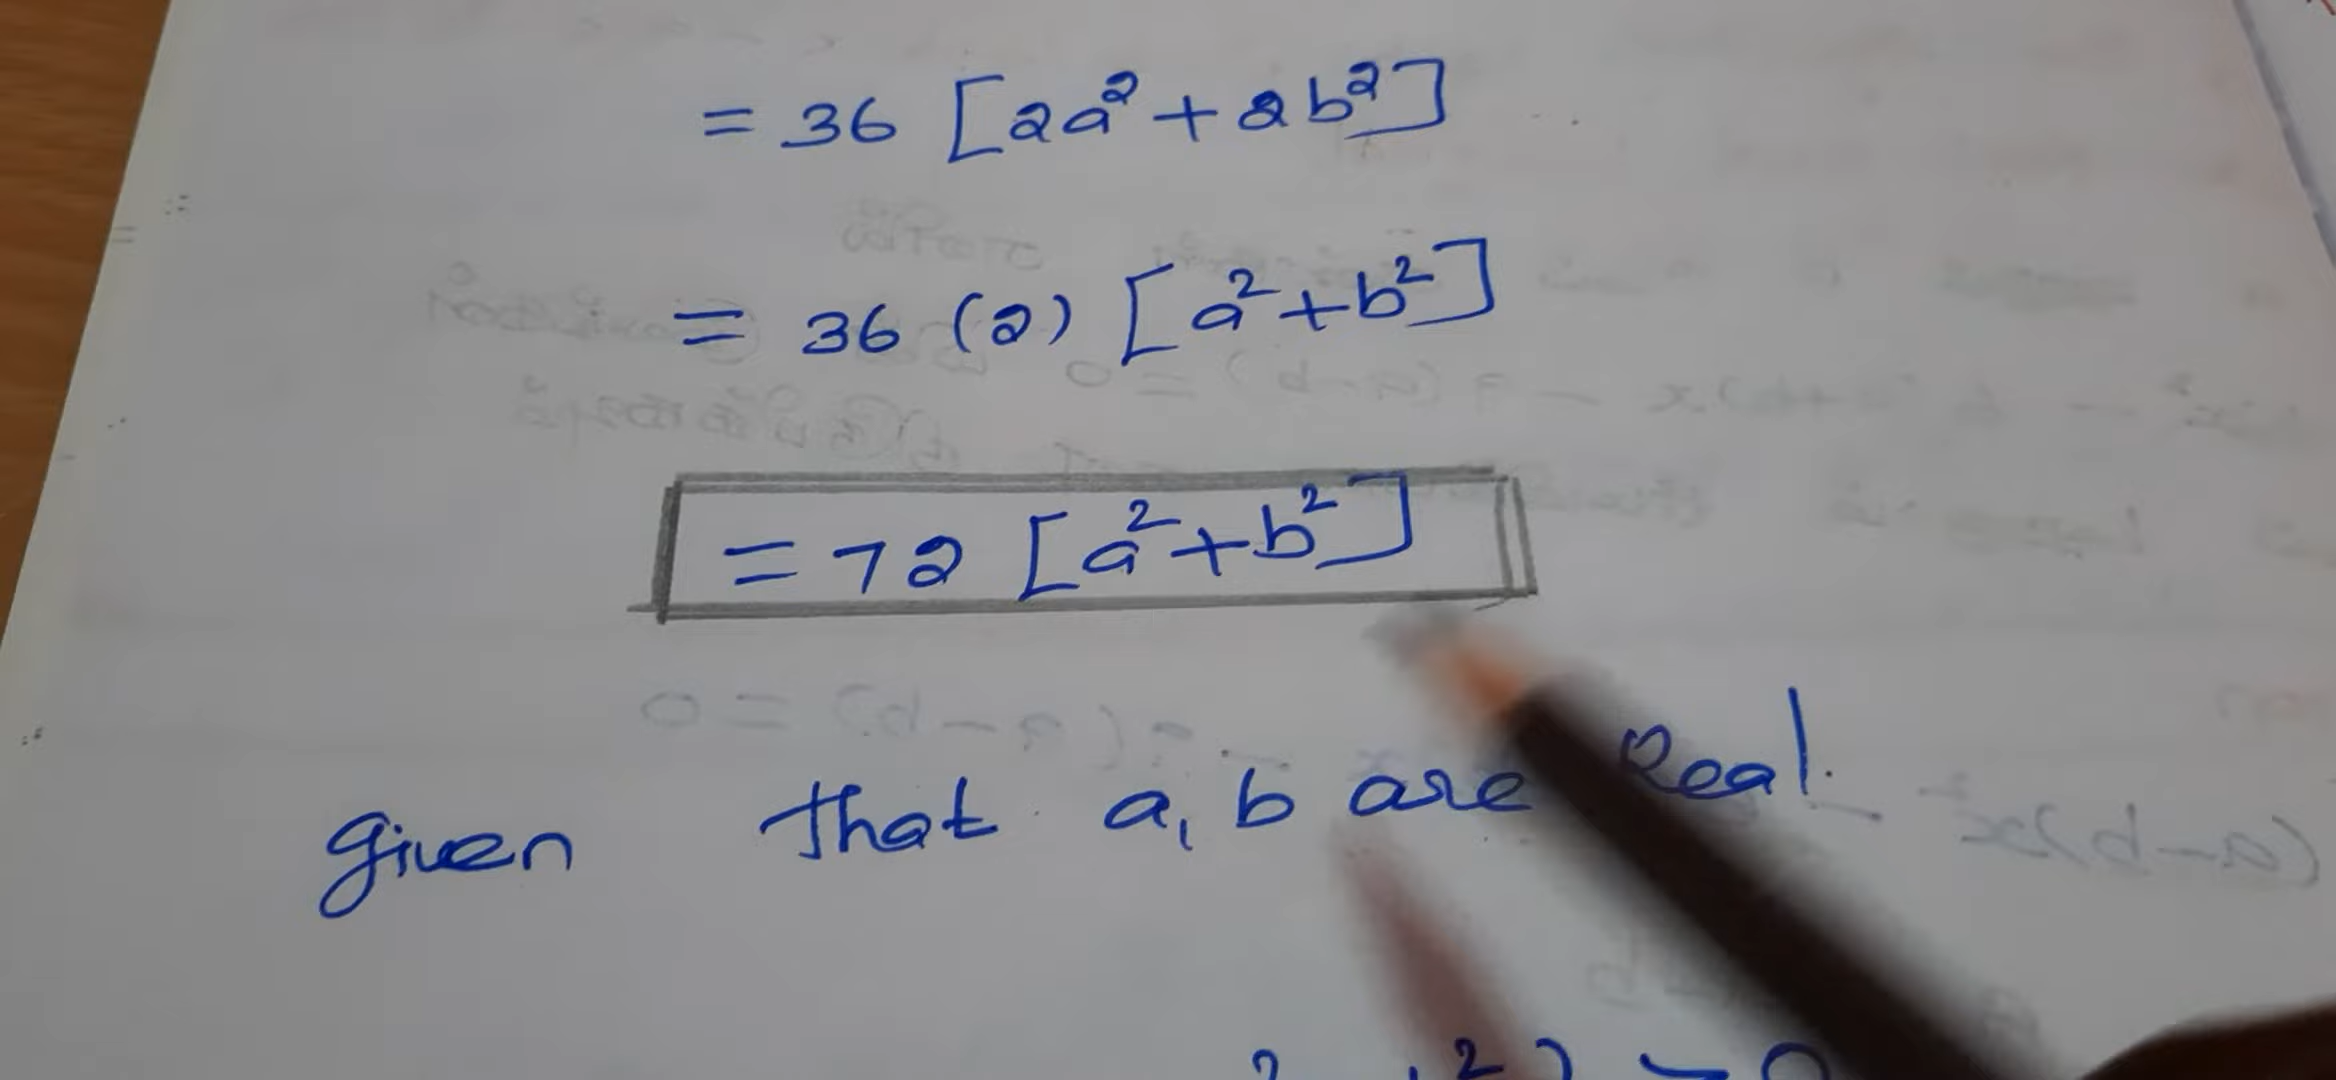 = 36 [2a² + 2b²]
= 36 (2) [a² + b²]
= 72 [a² + b²]
given that a, b are Real.